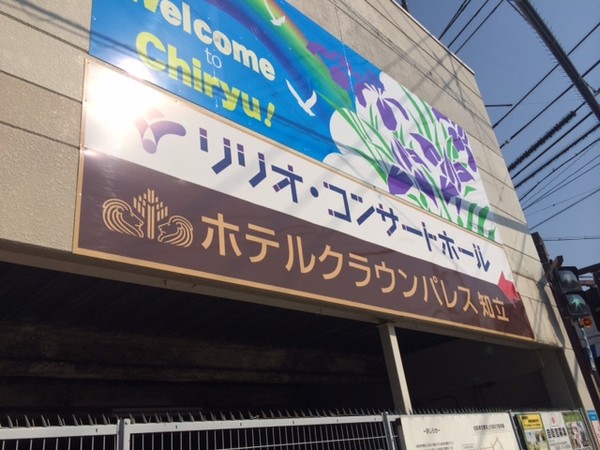 Welcome
to
Chiryu!
リリオ・コンサートホール
ホテルクラウンパレス知立